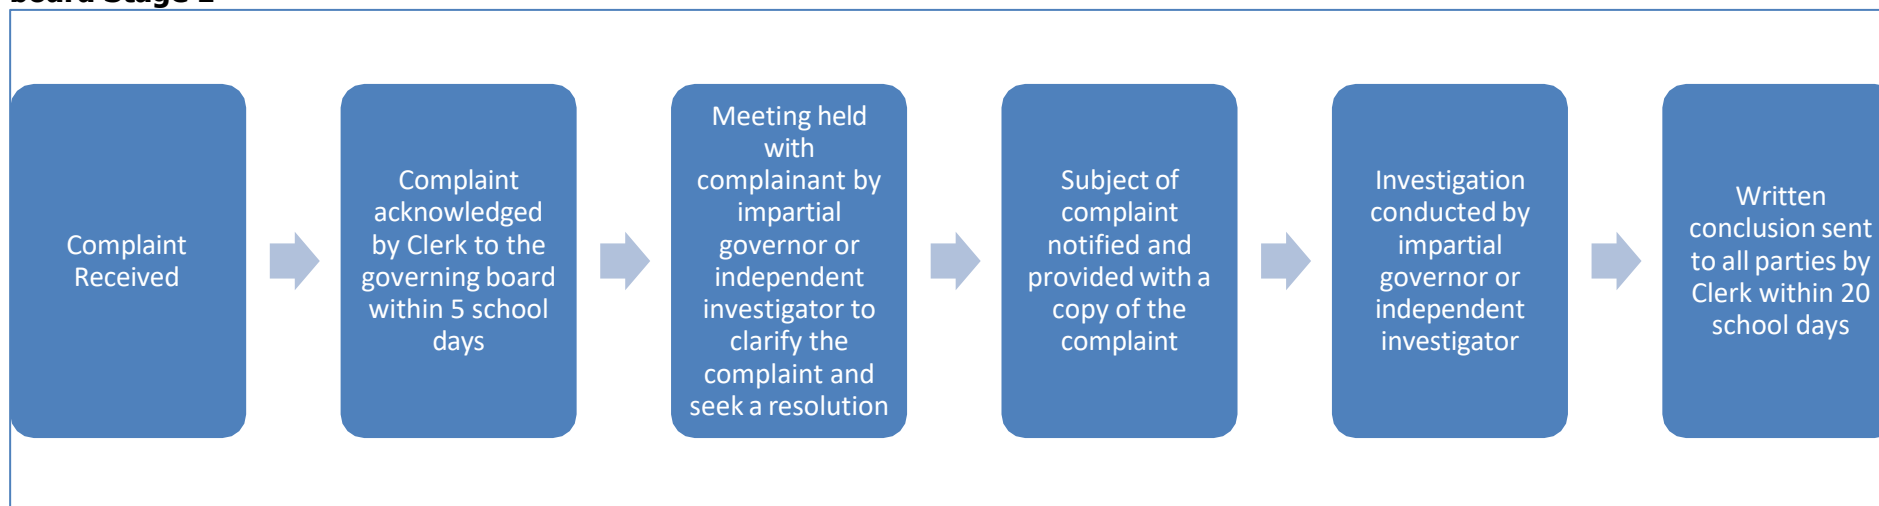 board Stage
Complaint
Received
Complaint
acknowledged
by Clerk to the
governing board
within 5 school
days
Meeting held
with
complainant by
impartial
governor or
independent
investigator to
clarify the
complaint and
seek a resolution
Subject of
complaint
notified and
provided with a
copy of the
complaint
Investigation
conducted by
impartial
governor or
independent
investigator
Written
conclusion sent
to all parties by
Clerk within 20
school days